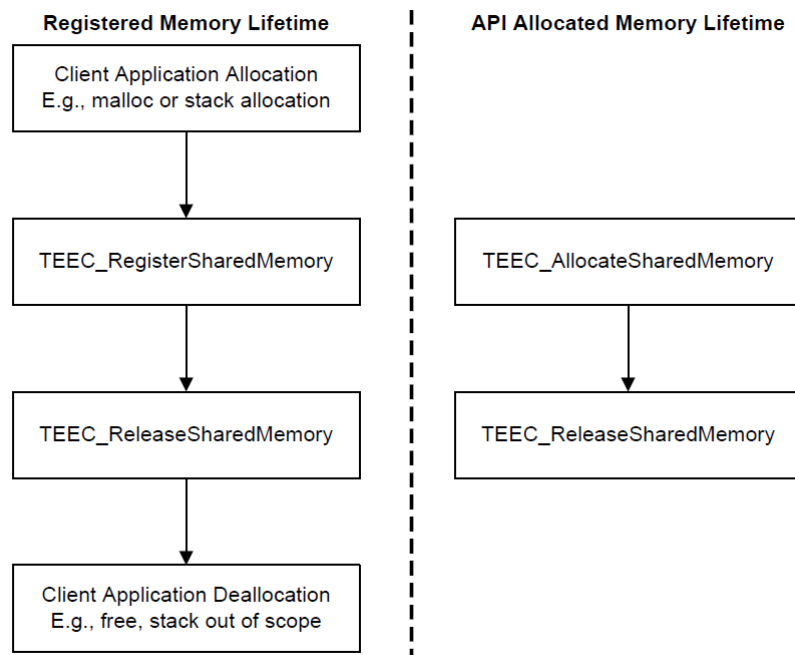 Registered Memory Lifetime
API Allocated Memory Lifetime
Client Application Allocation
E.g., malloc or stack allocation
TEEC_RegisterSharedMemory
TEEC_AllocateSharedMemory
TEEC_ReleaseSharedMemory
TEEC_ReleaseSharedMemory
Client Application Deallocation
E.g., free, stack out of scope